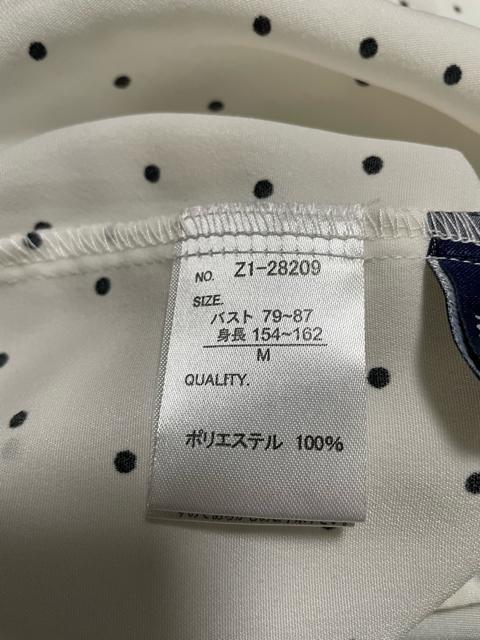 NO. Z1-28209
SIZE.
バスト 79~87
身長 154~162
M
QUALITY.
ポリエステル 100%